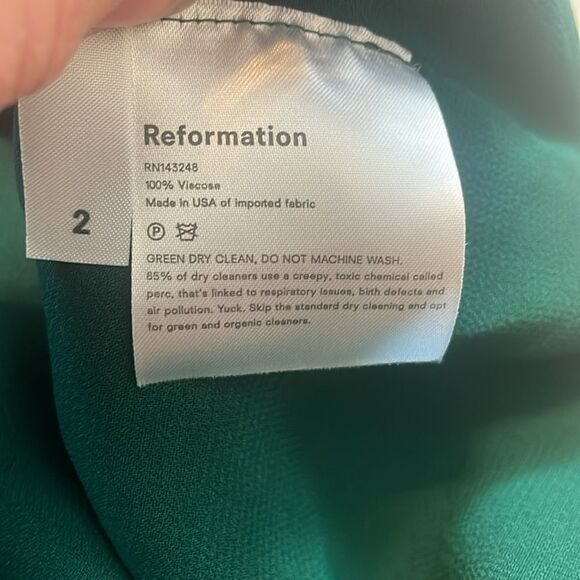 Reformation
RN143248
100% Viscose
Made in USA of imported fabric
2
P
GREEN DRY CLEAN, DO NOT MACHINE WASH.
85% of dry cleaners use a creepy, toxic chemical called
perc, that's linked to respiratory issues, birth defects and
air pollution. Yuck. Skip the standard dry cleaning and opt
for green and organic cleaners.